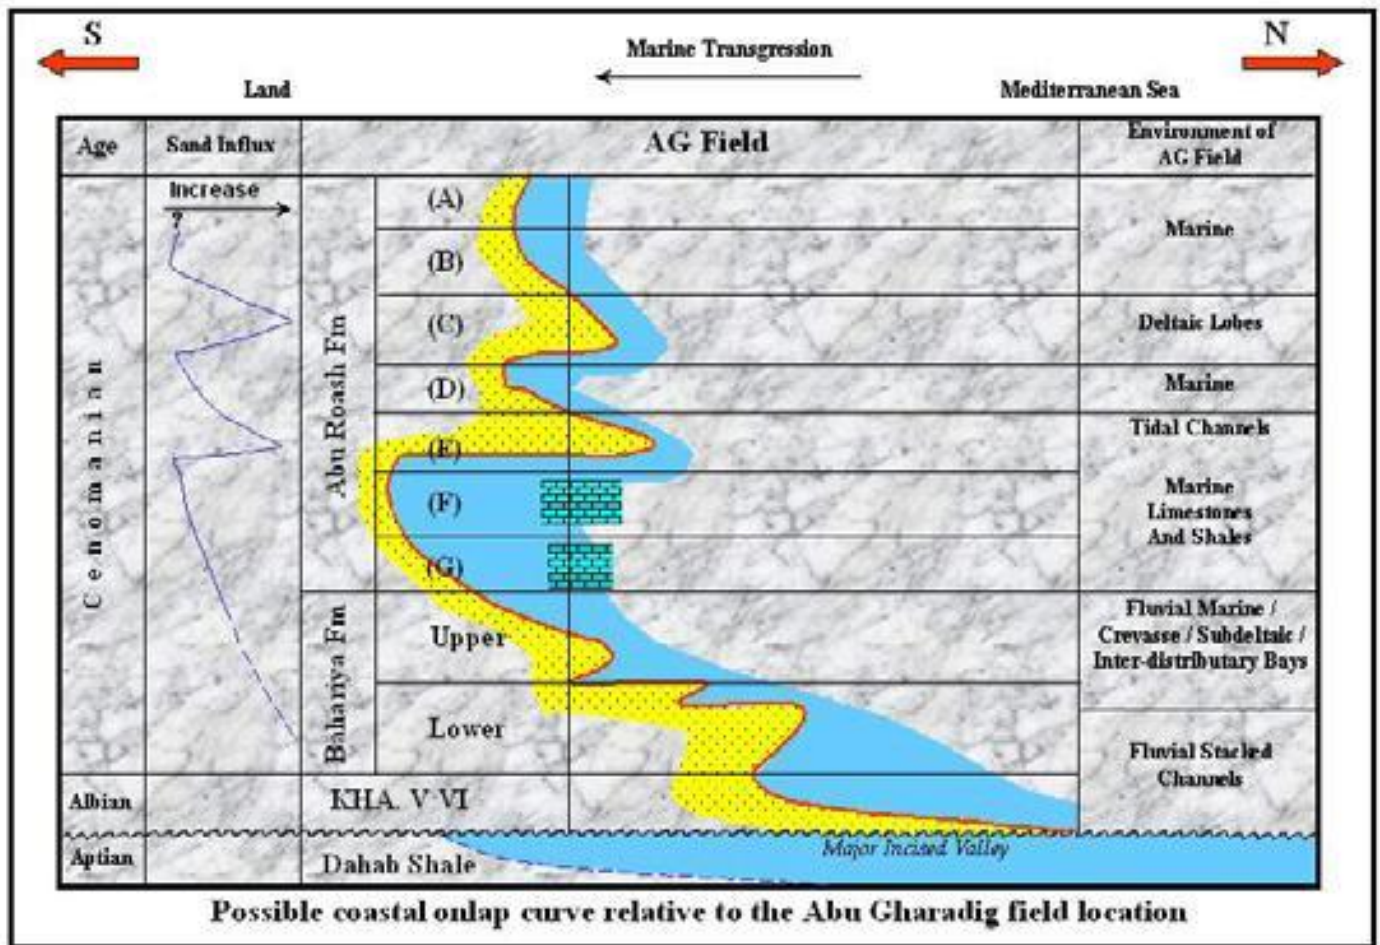 S
N
Marine Transgression
Land
Mediterranean Sea
Age
Sand Influx
AG Field
Environment of
AG Field
Increase
?
(A)
Marine
(B)
(C)
Deltaic Lobes
(D)
Marine
(E)
Tidal Channels
(F)
Marine
Limestones
And Shales
(G)
Abu Roash Fm
Cenomanian
Upper
Fluvial Marine /
Crevasse / Subdeltaic /
Inter-distributary Bays
Bahariya Fm
Lower
Fluvial Stacked
Channels
Albian
KHA. V VI
Aptian
Dahab Shale
Major Incised Valley
Possible coastal onlap curve relative to the Abu Gharadig field location